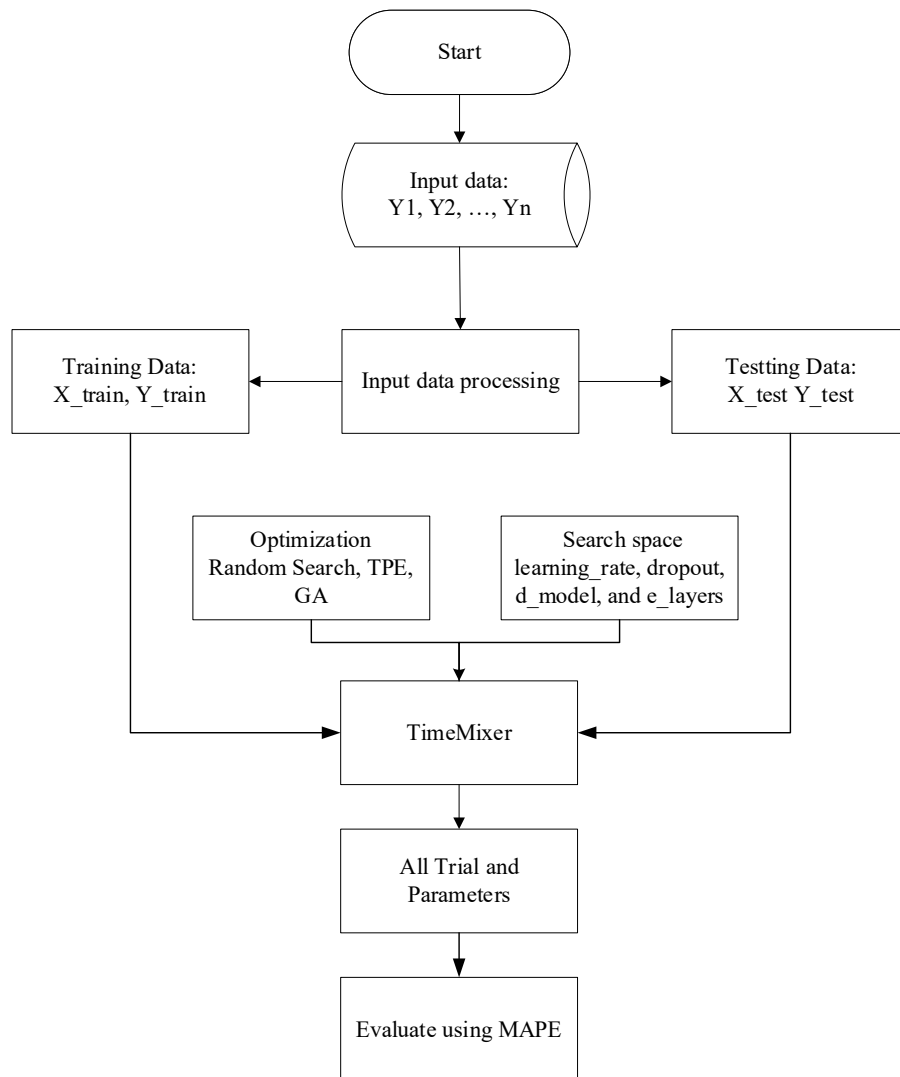 Start
Input data:
Y1, Y2, …, Yn
Training Data:
X_train, Y_train
Input data processing
Testting Data:
X_test Y_test
Optimization
Random Search, TPE,
GA
Search space
learning_rate, dropout,
d_model, and e_layers
TimeMixer
All Trial and
Parameters
Evaluate using MAPE